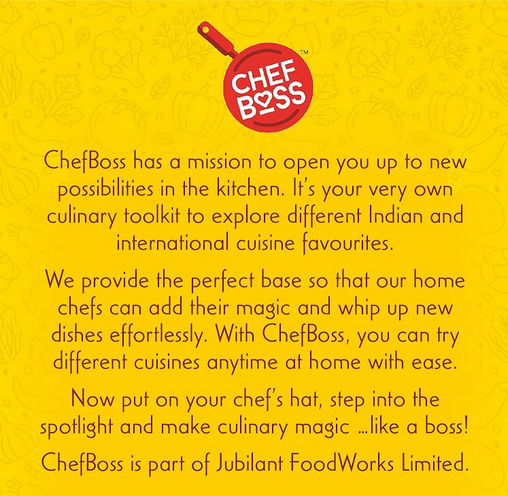 CHEF
BOSS
™
ChefBoss has a mission to open you up to new
possibilities in the kitchen. It's your very own
culinary toolkit to explore different Indian and
international cuisine favourites.
We provide the perfect base so that our home
chefs can add their magic and whip up new
dishes effortlessly. With ChefBoss, you can try
different cuisines anytime at home with ease.
Now put on your chef's hat, step into the
spotlight and make culinary magic ...like a boss!
ChefBoss is part of Jubilant FoodWorks Limited.